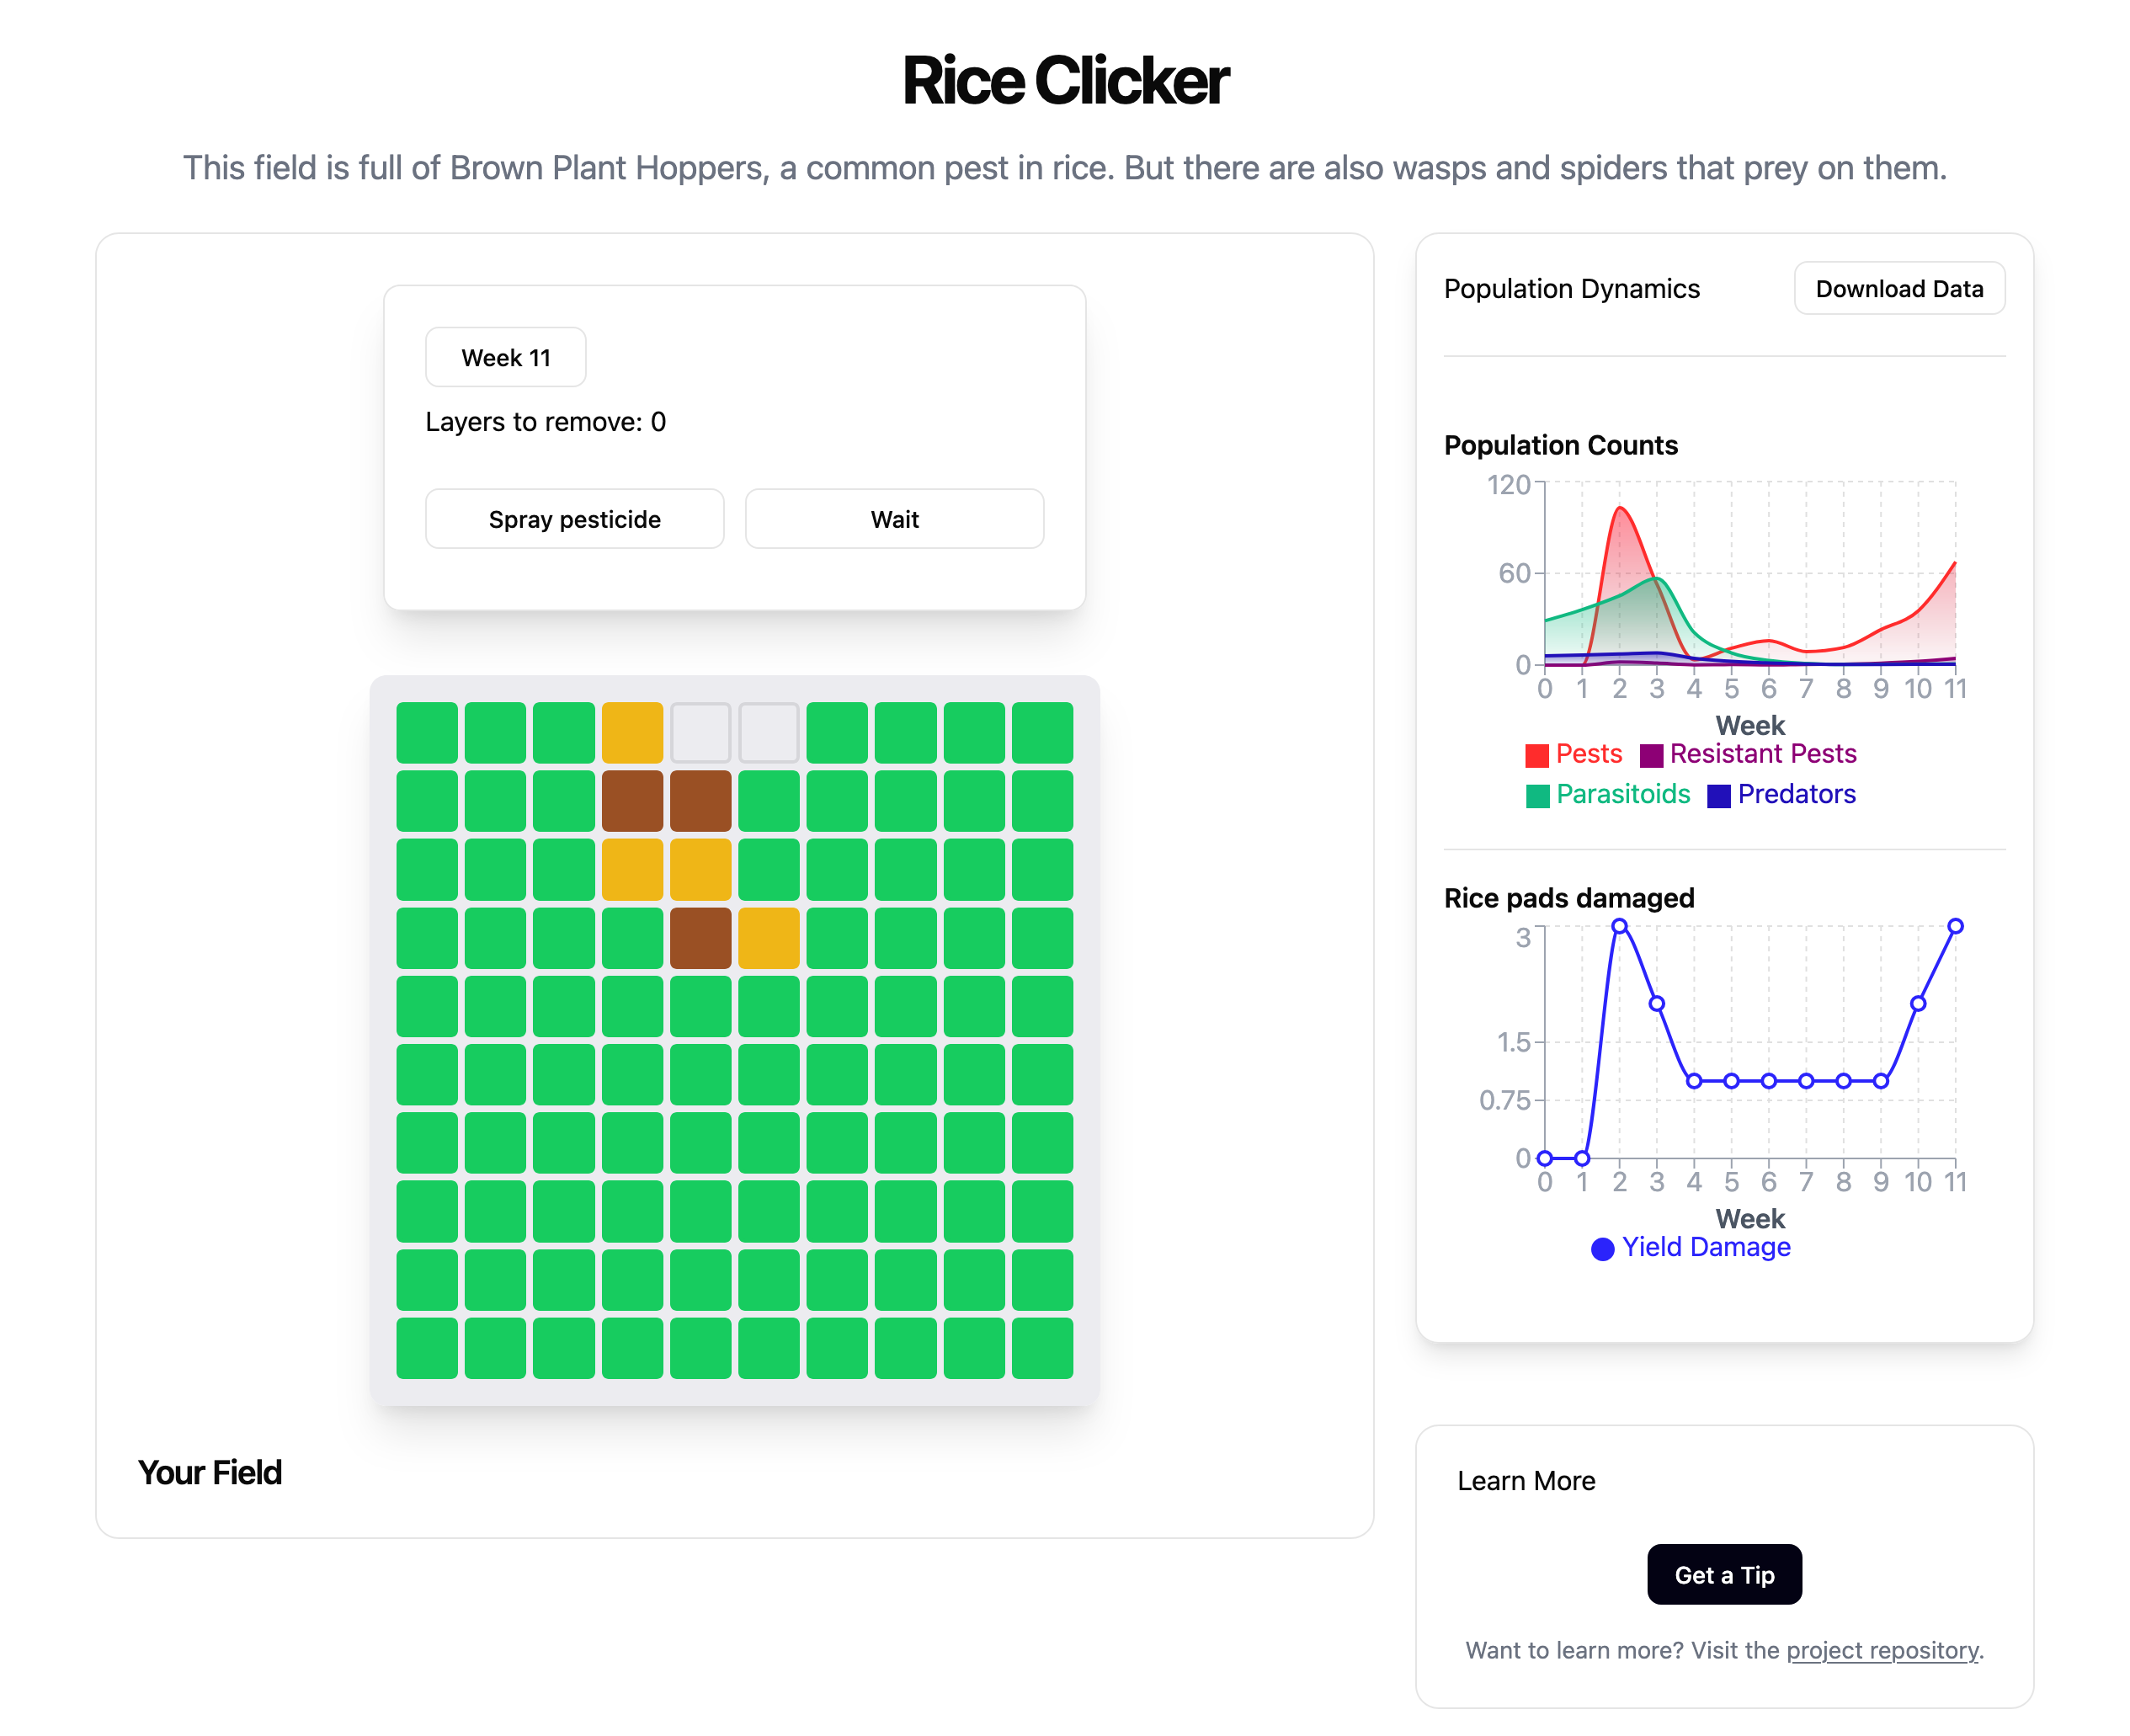 Rice Clicker
This field is full of Brown Plant Hoppers, a common pest in rice. But there are also wasps and spiders that prey on them.
Week 11
Layers to remove: 0
Spray pesticide
Wait
Your Field
Population Dynamics
Download Data
Population Counts
120
60
0
0 1 2 3 4 5 6 7 8 9 10 11
Week
Pests Resistant Pests
Parasitoids Predators
Rice pads damaged
3
1.5
0.75
0
0 1 2 3 4 5 6 7 8 9 10 11
Week
Yield Damage
Learn More
Get a Tip
Want to learn more? Visit the project repository.